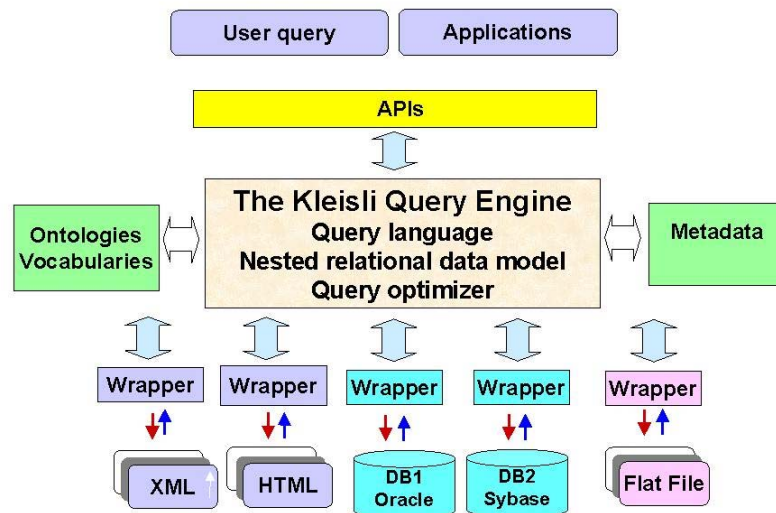 User query
Applications
APIs
The Kleisli Query Engine
Query language
Nested relational data model
Query optimizer
Ontologies
Vocabularies
Metadata
Wrapper
Wrapper
Wrapper
Wrapper
Wrapper
XML
HTML
DB1
Oracle
DB2
Sybase
Flat File